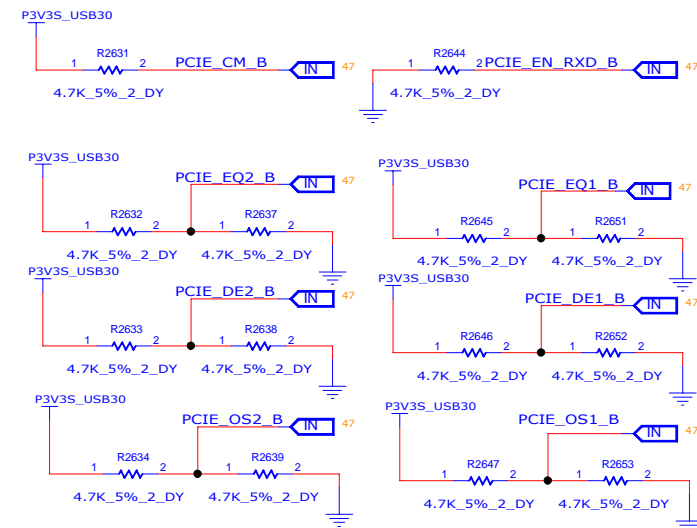 P3V3S_USB30
R2631
1 2 PCIE_CM_B IN 47
4.7K_5%_2_DY
R2644
1 2 PCIE_EN_RXD_B IN 47
4.7K_5%_2_DY
P3V3S_USB30
PCIE_EQ2_B IN 47
R2632 R2637
1 2 1 2
4.7K_5%_2_DY 4.7K_5%_2_DY
P3V3S_USB30
PCIE_EQ1_B IN 47
R2645 R2651
1 2 1 2
4.7K_5%_2_DY 4.7K_5%_2_DY
P3V3S_USB30
PCIE_DE2_B IN 47
R2633 R2638
1 2 1 2
4.7K_5%_2_DY 4.7K_5%_2_DY
P3V3S_USB30
PCIE_DE1_B IN 47
R2646 R2652
1 2 1 2
4.7K_5%_2_DY 4.7K_5%_2_DY
P3V3S_USB30
PCIE_OS2_B IN 47
R2634 R2639
1 2 1 2
4.7K_5%_2_DY 4.7K_5%_2_DY
P3V3S_USB30
PCIE_OS1_B IN 47
R2647 R2653
1 2 1 2
4.7K_5%_2_DY 4.7K_5%_2_DY